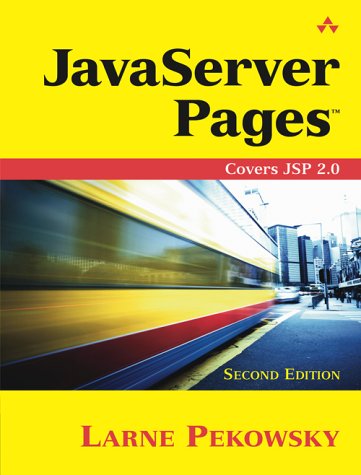 JavaServer
Pages™
Covers JSP 2.0
SECOND EDITION
LARNE PEKOWSKY